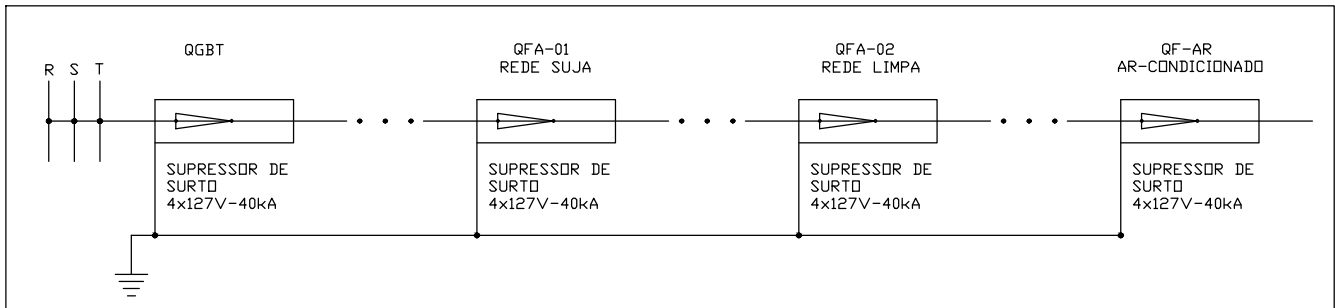 QGBT
QFA-01
REDE SUJA
QFA-02
REDE LIMPA
QF-AR
AR-CONDICIONADO
R S T
SUPRESSOR DE
SURTO
4x127V-40kA
SUPRESSOR DE
SURTO
4x127V-40kA
SUPRESSOR DE
SURTO
4x127V-40kA
SUPRESSOR DE
SURTO
4x127V-40kA